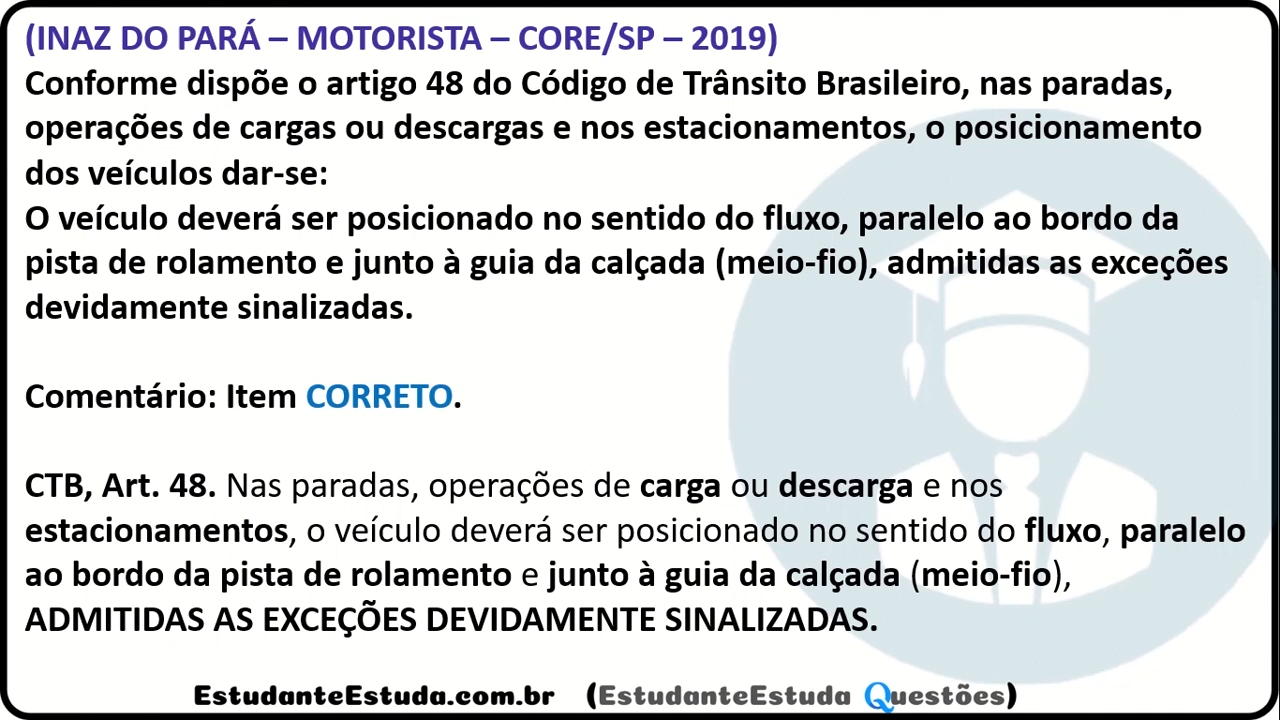 (INAZ DO PARÁ – MOTORISTA – CORE/SP – 2019)
Conforme dispõe o artigo 48 do Código de Trânsito Brasileiro, nas paradas,
operações de cargas ou descargas e nos estacionamentos, o posicionamento
dos veículos dar-se:
O veículo deverá ser posicionado no sentido do fluxo, paralelo ao bordo da
pista de rolamento e junto à guia da calçada (meio-fio), admitidas as exceções
devidamente sinalizadas.
Comentário: Item CORRETO.
CTB, Art. 48. Nas paradas, operações de carga ou descarga e nos
estacionamentos, o veículo deverá ser posicionado no sentido do fluxo, paralelo
ao bordo da pista de rolamento e junto à guia da calçada (meio-fio),
ADMITIDAS AS EXCEÇÕES DEVIDAMENTE SINALIZADAS.
EstudanteEstuda.com.br (EstudanteEstuda Questões)